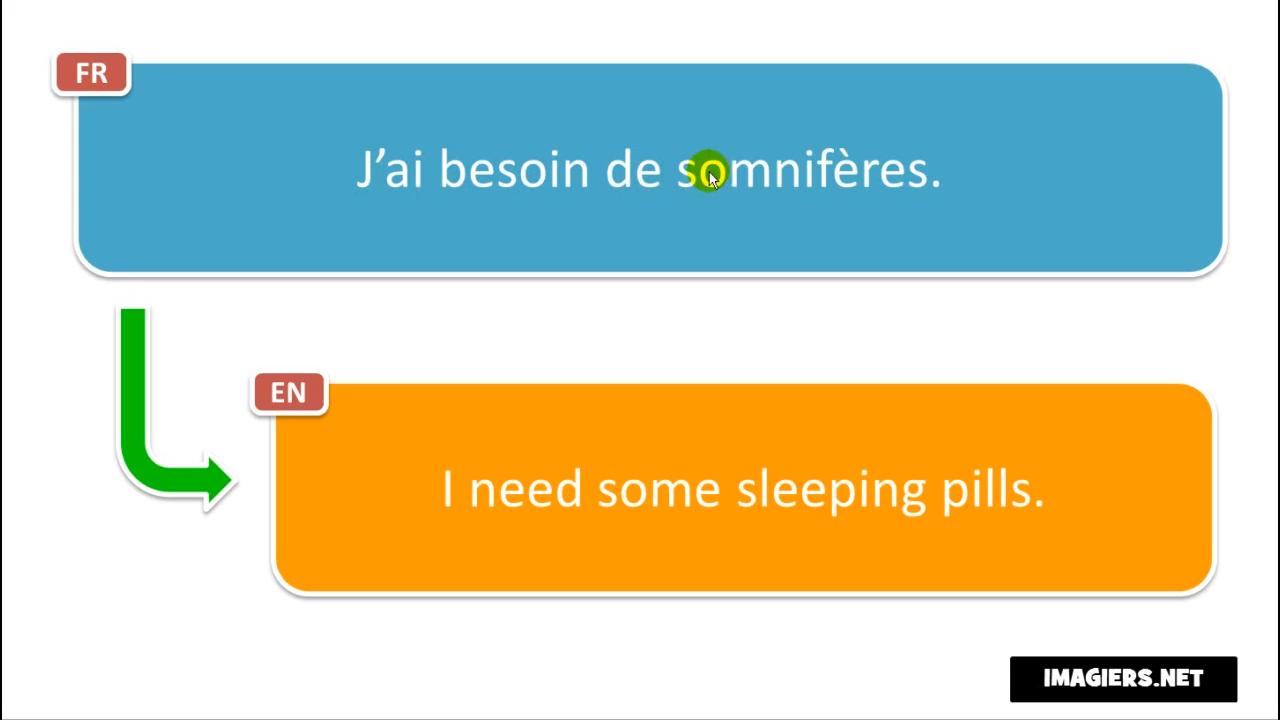 FR
J’ai besoin de somnifères.
EN
I need some sleeping pills.
IMAGIERS.NET